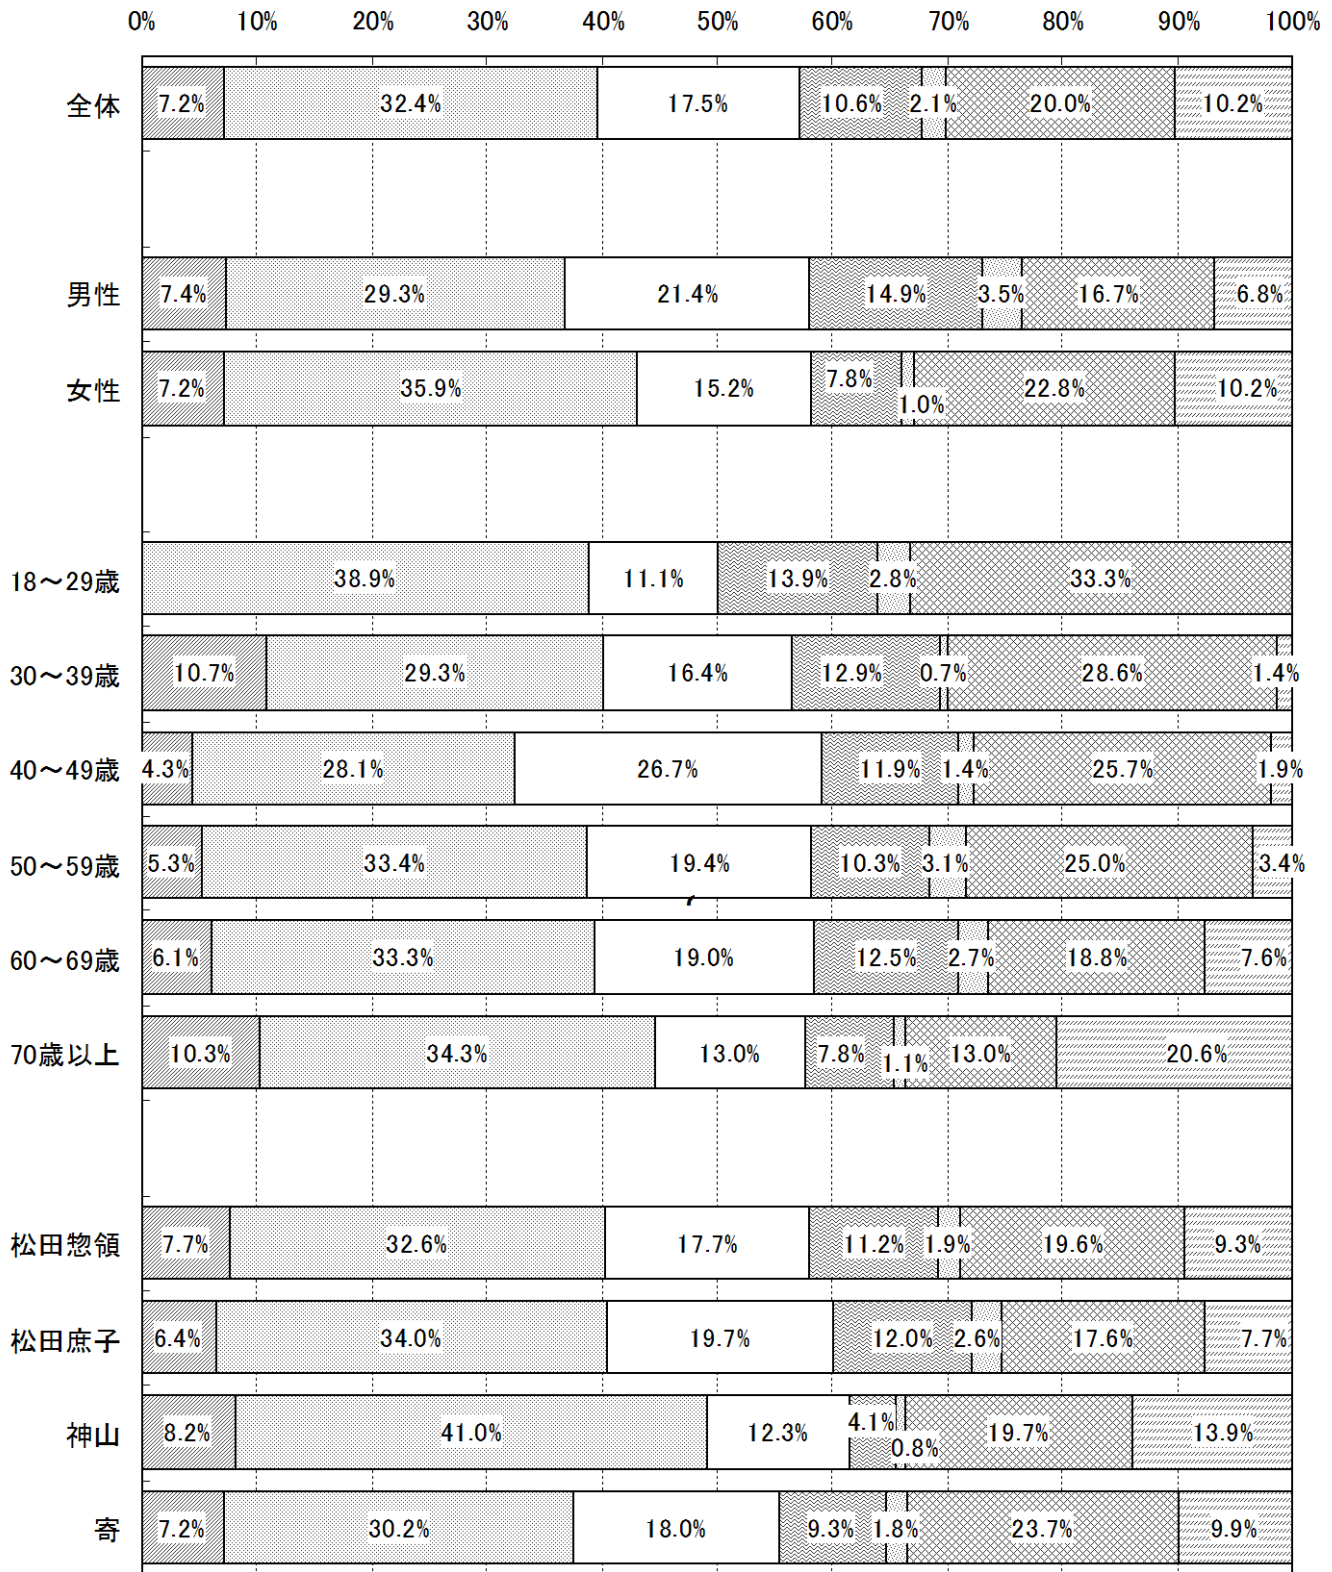 0% 10% 20% 30% 40% 50% 60% 70% 80% 90% 100%
全体 7.2% 32.4% 17.5% 10.6% 2.1% 20.0% 10.2%
男性 7.4% 29.3% 21.4% 14.9% 3.5% 16.7% 6.8%
女性 7.2% 35.9% 15.2% 7.8% 1.0% 22.8% 10.2%
18～29歳 38.9% 11.1% 13.9% 2.8% 33.3%
30～39歳 10.7% 29.3% 16.4% 12.9% 0.7% 28.6% 1.4%
40～49歳 4.3% 28.1% 26.7% 11.9% 1.4% 25.7% 1.9%
50～59歳 5.3% 33.4% 19.4% 10.3% 3.1% 25.0% 3.4%
60～69歳 6.1% 33.3% 19.0% 12.5% 2.7% 18.8% 7.6%
70歳以上 10.3% 34.3% 13.0% 7.8% 1.1% 13.0% 20.6%
松田惣領 7.7% 32.6% 17.7% 11.2% 1.9% 19.6% 9.3%
松田庶子 6.4% 34.0% 19.7% 12.0% 2.6% 17.6% 7.7%
神山 8.2% 41.0% 12.3% 4.1% 0.8% 19.7% 13.9%
寄 7.2% 30.2% 18.0% 9.3% 1.8% 23.7% 9.9%